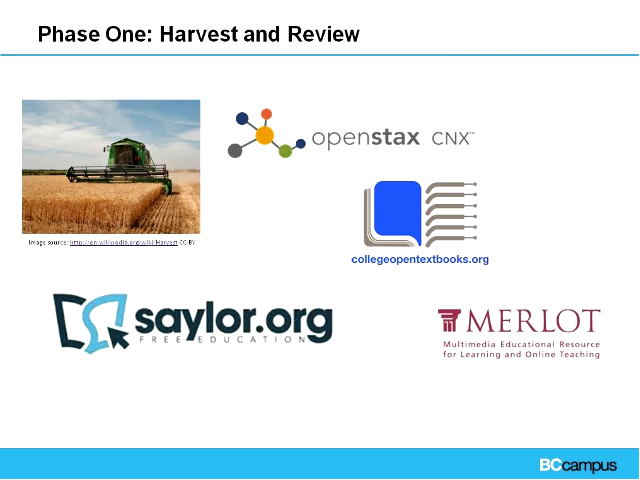 Phase One: Harvest and Review
openstax CNX™
Image source: http://en.wikipedia.org/wiki/Harvest CC-BY
collegeopentextbooks.org
saylor.org
FREE EDUCATION
MERLOT
Multimedia Educational Resource
for Learning and Online Teaching
BCcampus